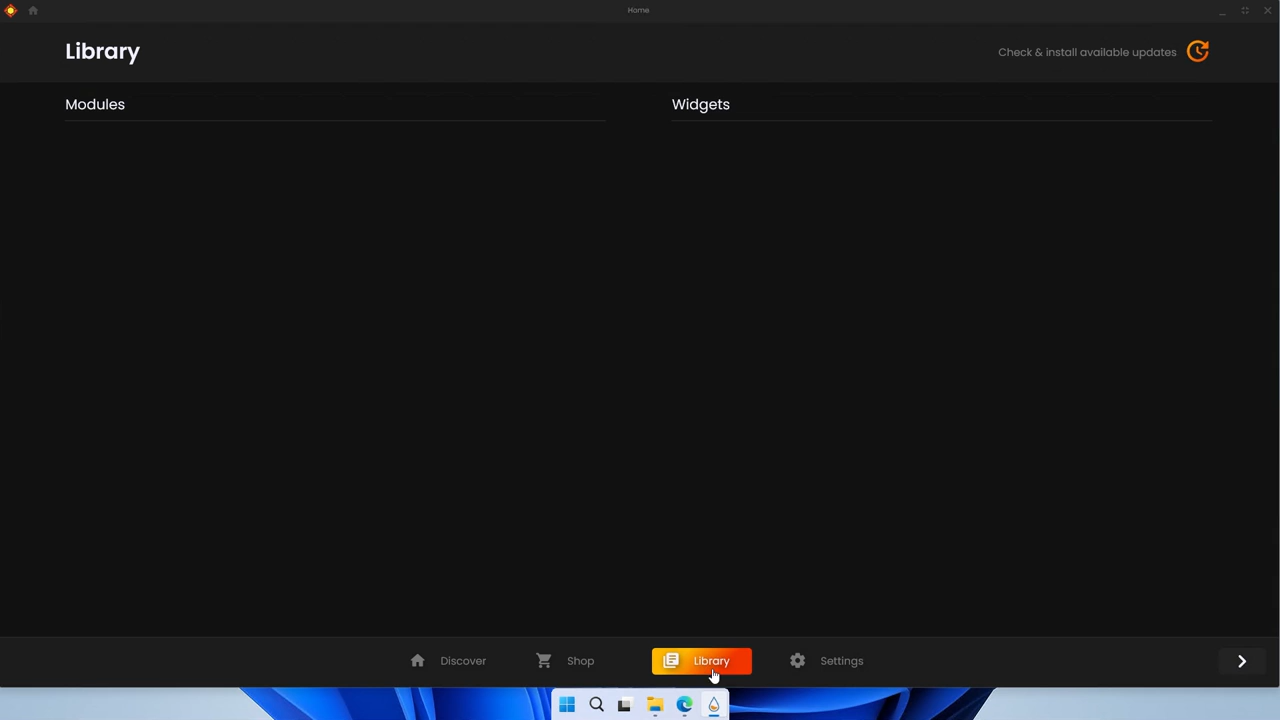 Home
Library
Check & install available updates
Modules
Widgets
Discover
Shop
Library
Settings